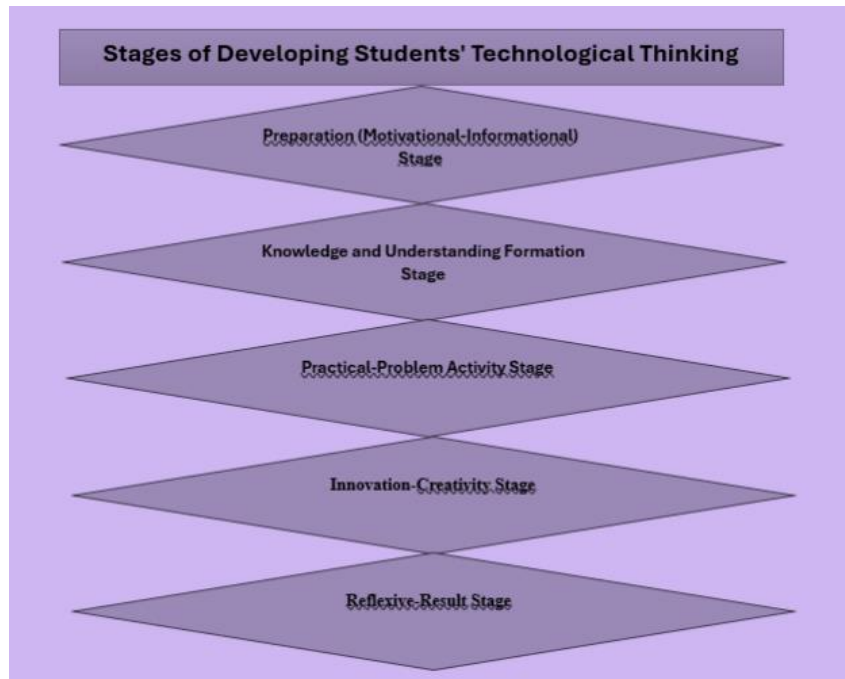 Stages of Developing Students' Technological Thinking
Preparation (Motivational-Informational)
Stage
Knowledge and Understanding Formation
Stage
Practical-Problem Activity Stage
Innovation-Creativity Stage
Reflexive-Result Stage